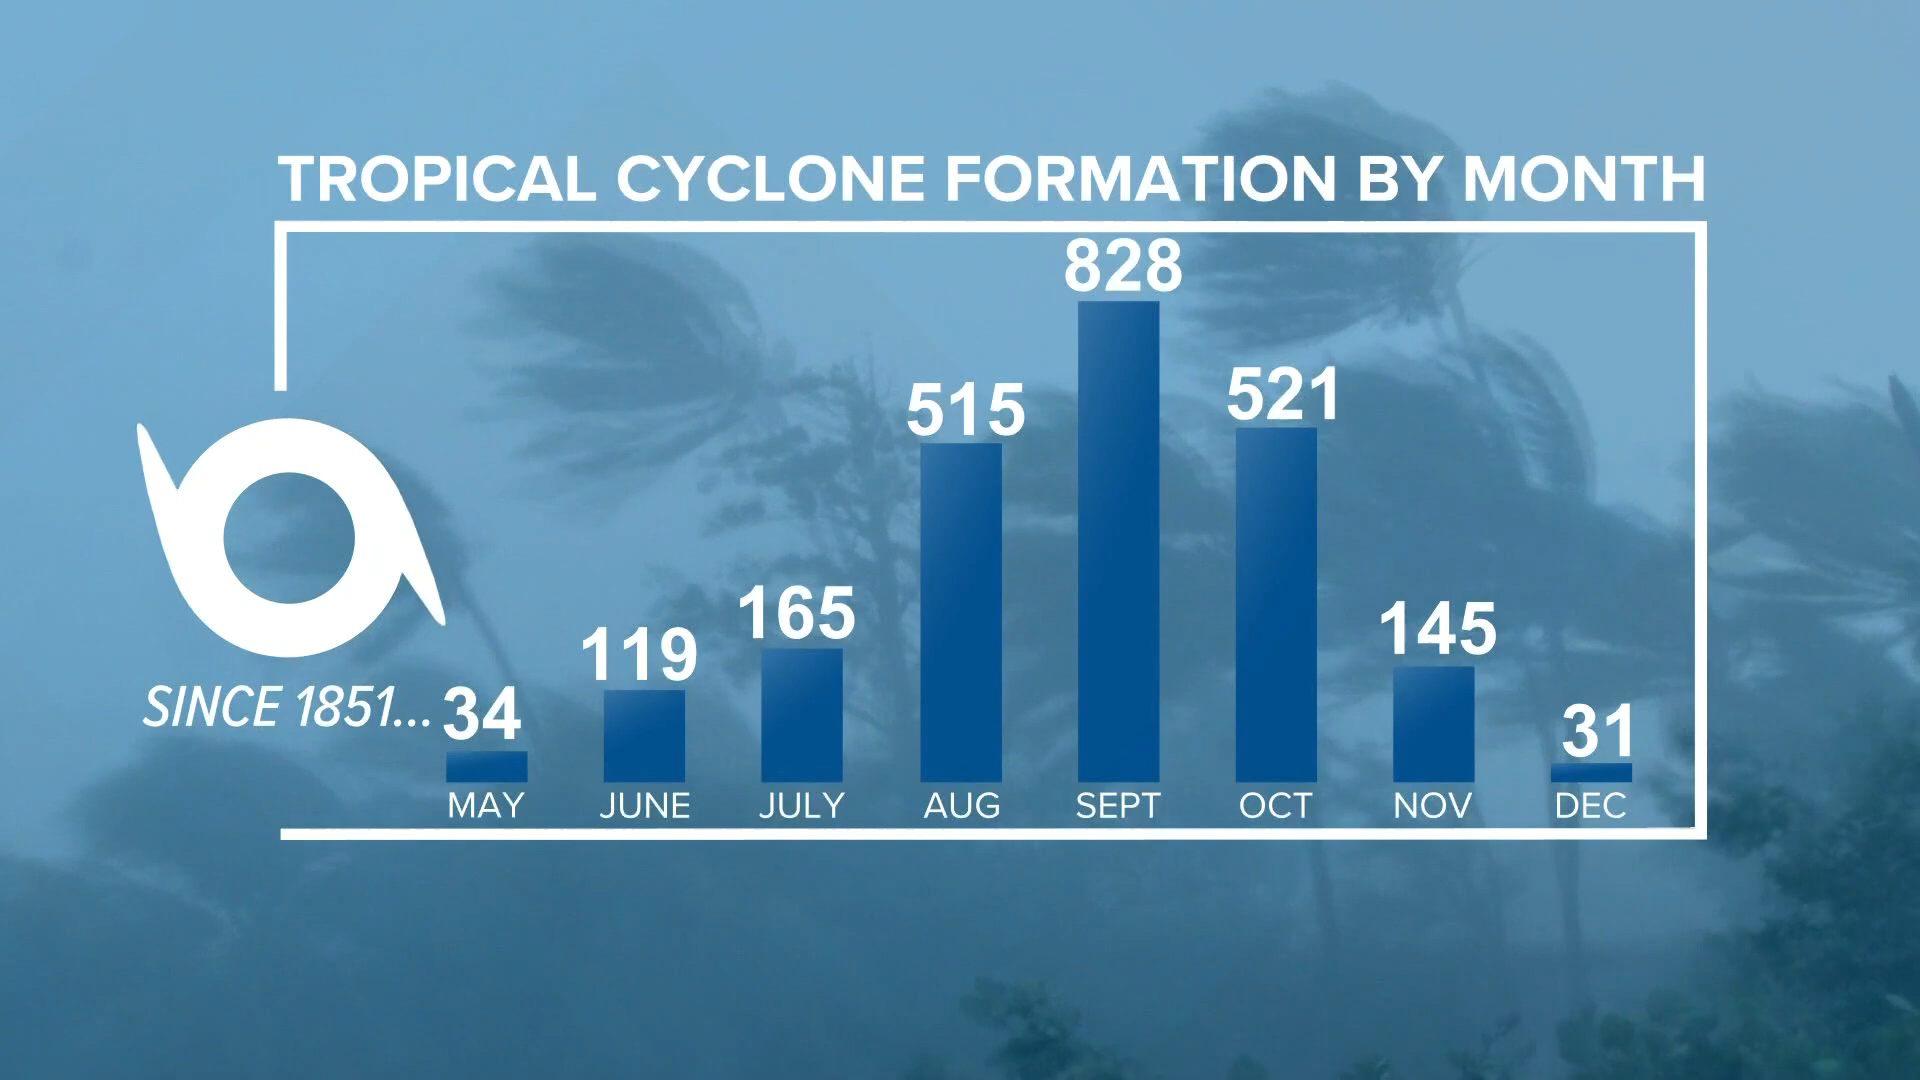 TROPICAL CYCLONE FORMATION BY MONTH
828
521
515
165
145
119
31
SINCE 1851... 34
MAY JUNE JULY AUG SEPT OCT NOV DEC